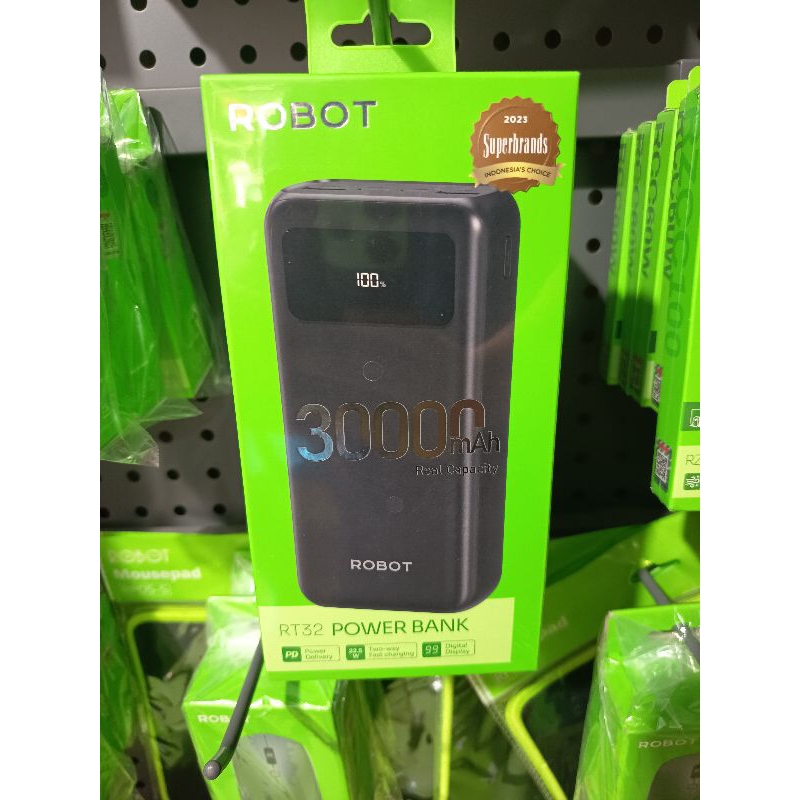 ROBOT
2023
Superbrands
INDONESIA'S CHOICE
100%
30000mAh
Real Capacity
ROBOT
RT32 POWER BANK
PD Power Delivery
22.5 W Two-way Fast charging
99 Digital Display
ROBOT
Mousepad
ROBOT